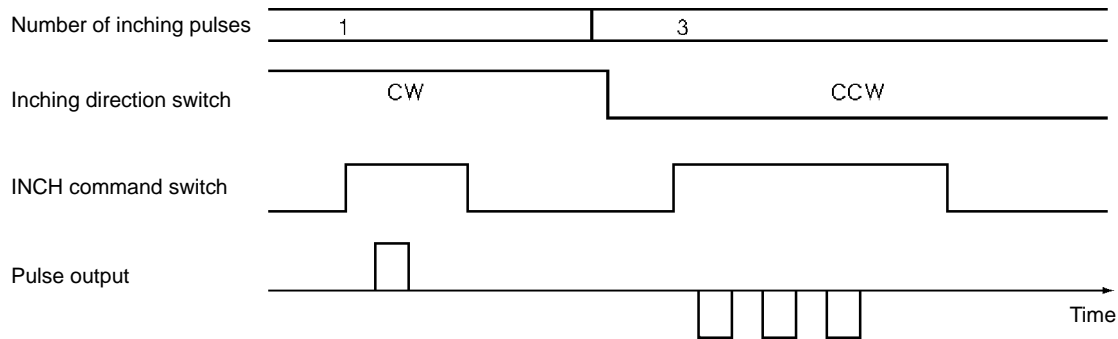 Number of inching pulses 1 3
Inching direction switch CW CCW
INCH command switch
Pulse output
Time